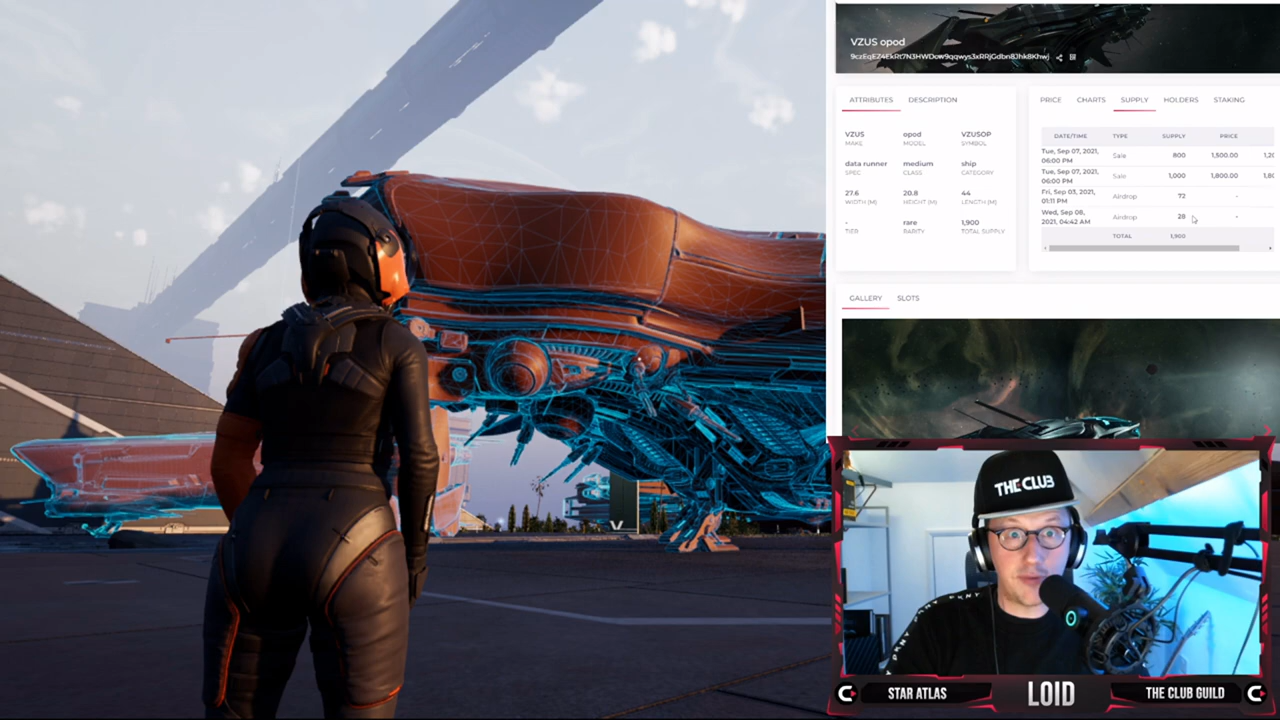 VZUS opod
ATTRIBUTES DESCRIPTION
VZUS opod VZUSOP
MAKE MODEL SYMBOL
data runner medium ship
SPEC CLASS CATEGORY
27.6 20.8 44
WIDTH (M) HEIGHT (M) LENGTH (M)
- rare 1,900
TIER RARITY TOTAL SUPPLY
PRICE CHARTS SUPPLY HOLDERS STAKING
DATE/TIME TYPE SUPPLY PRICE
Tue, Sep 07, 2021,
06:00 PM
Sale 800 1,500.00
Tue, Sep 07, 2021,
06:00 PM
Sale 1,000 1,800.00
Fri, Sep 03, 2021,
01:11 PM
Airdrop 72 -
Wed, Sep 08,
2021, 04:42 AM
Airdrop 28 -
TOTAL 1,900
GALLERY SLOTS
V
THE CLUB
STAR ATLAS LOID THE CLUB GUILD